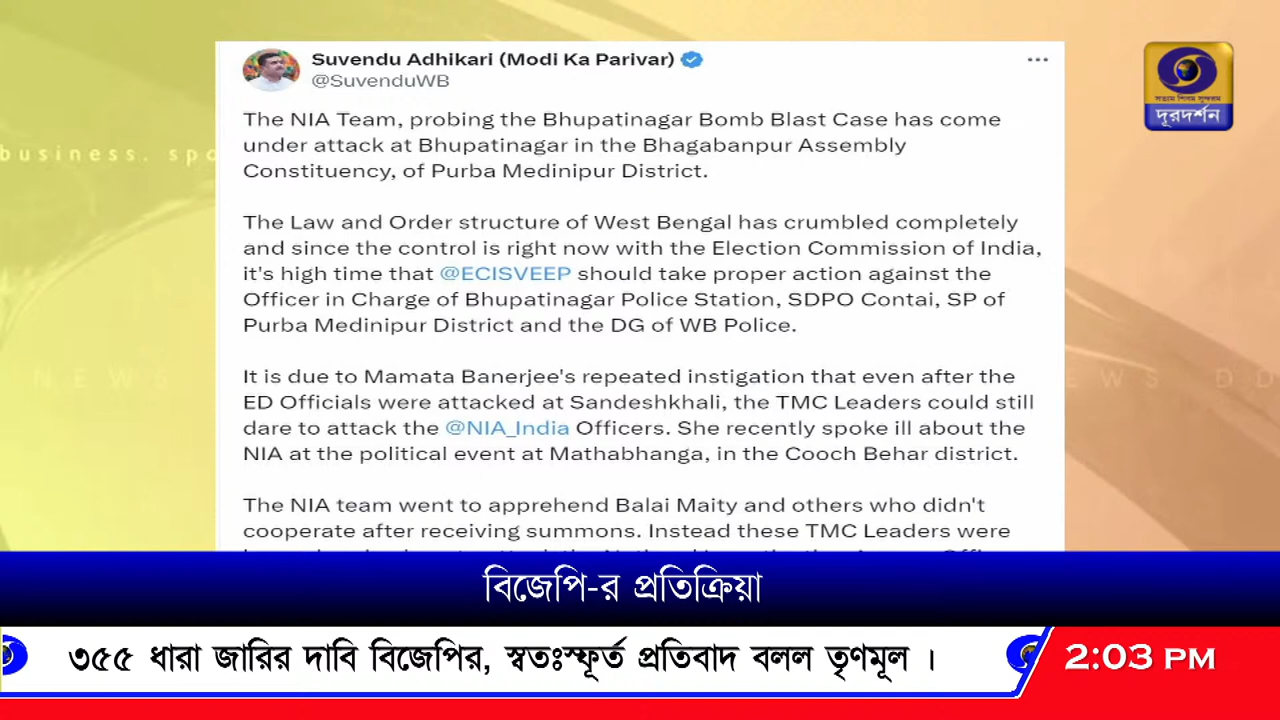 Suvendu Adhikari (Modi Ka Parivar)
@SuvenduWB
সত্যম শিবম সুন্দরম
দূরদর্শন
business. spo
The NIA Team, probing the Bhupatinagar Bomb Blast Case has come
under attack at Bhupatinagar in the Bhagabanpur Assembly
Constituency, of Purba Medinipur District.
The Law and Order structure of West Bengal has crumbled completely
and since the control is right now with the Election Commission of India,
it's high time that @ECISVEEP should take proper action against the
Officer in Charge of Bhupatinagar Police Station, SDPO Contai, SP of
Purba Medinipur District and the DG of WB Police.
It is due to Mamata Banerjee's repeated instigation that even after the
ED Officials were attacked at Sandeshkhali, the TMC Leaders could still
dare to attack the @NIA_India Officers. She recently spoke ill about the
NIA at the political event at Mathabhanga, in the Cooch Behar district.
NEWS
EWS DD
The NIA team went to apprehend Balai Maity and others who didn't
cooperate after receiving summons. Instead these TMC Leaders were
বিজেপি-র প্রতিক্রিয়া
৩৫৫ ধারা জারির দাবি বিজেপির, স্বতঃস্ফূর্ত প্রতিবাদ বলল তৃণমূল ।
2:03 PM